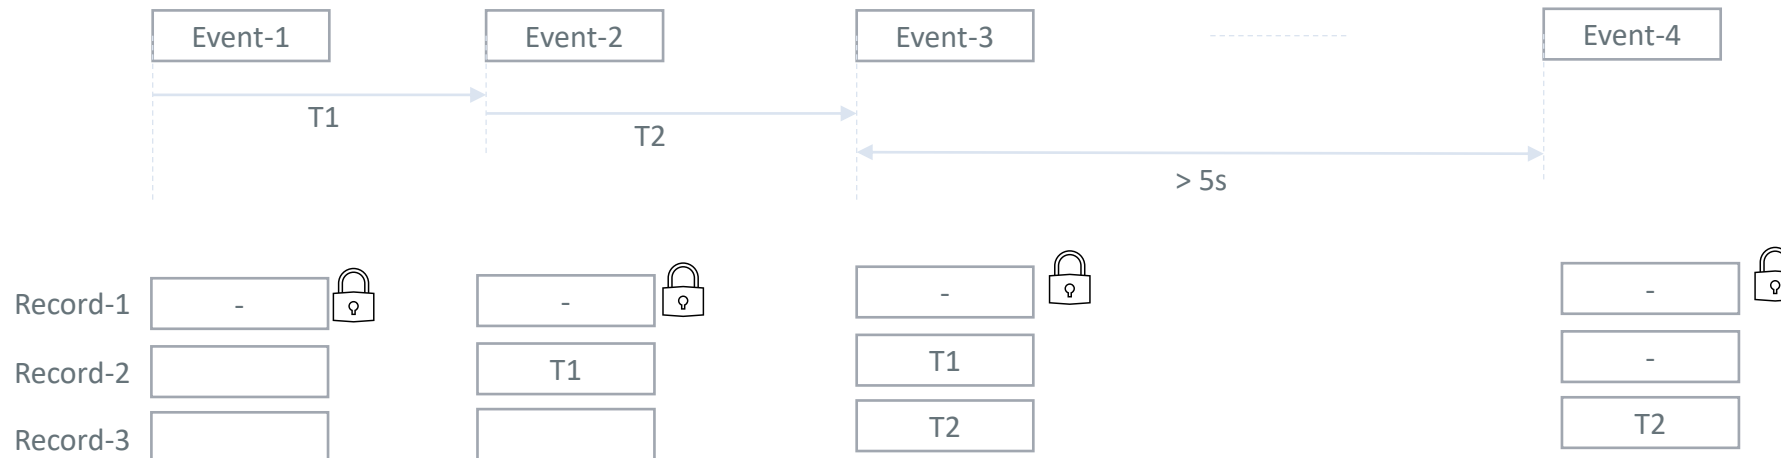 Event-1 Event-2 Event-3 Event-4
T1
T2
> 5s
Record-1 - - - -
Record-2 T1 T1 -
Record-3 T2 T2